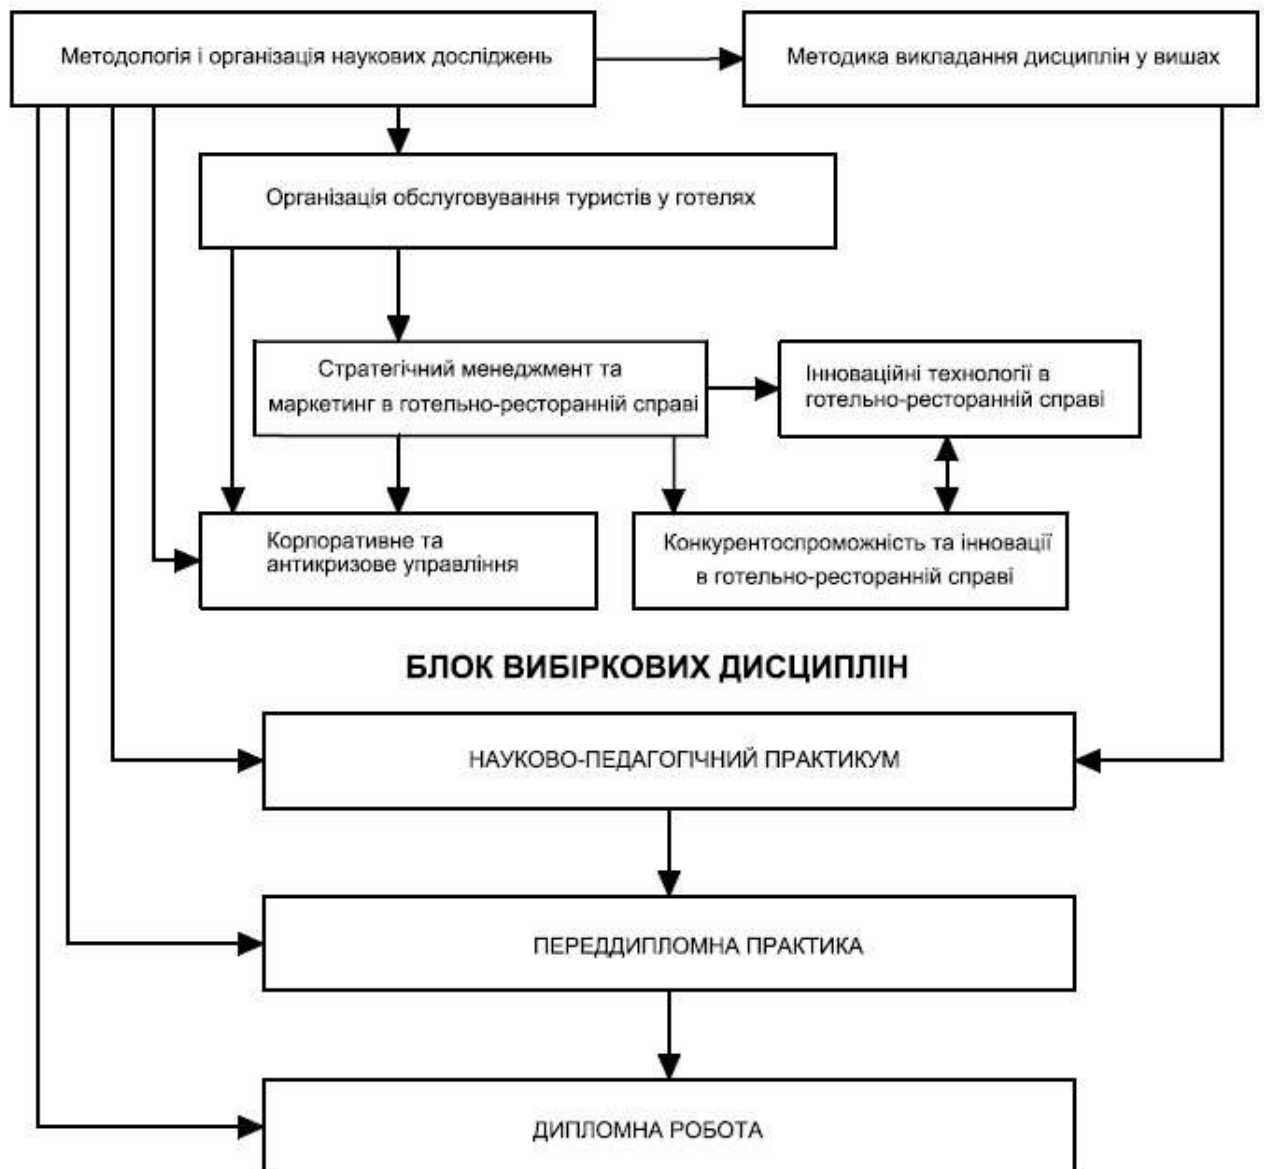 Методологія і організація наукових досліджень
Методика викладання дисциплін у вишах
Організація обслуговування туристів у готелях
Стратегічний менеджмент та
маркетинг в готельно-ресторанній справі
Інноваційні технології в
готельно-ресторанній справі
Корпоративне та
антикризове управління
Конкурентоспроможність та інновації
в готельно-ресторанній справі
БЛОК ВИБІРКОВИХ ДИСЦИПЛІН
НАУКОВО-ПЕДАГОГІЧНИЙ ПРАКТИКУМ
ПЕРЕДДИПЛОМНА ПРАКТИКА
ДИПЛОМНА РОБОТА